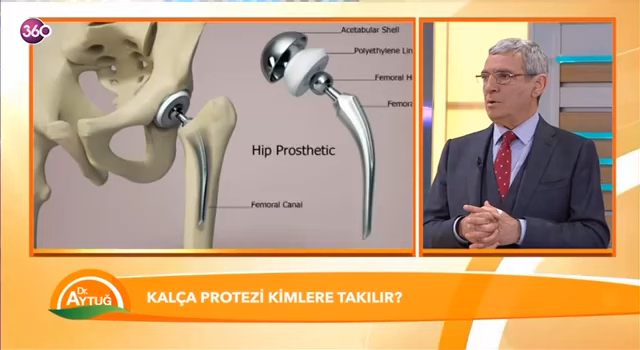 360
Acetabular Shell
Polyethylene Lin
Femoral H
Femora
Hip Prosthetic
Femoral Canal
Dr.
AYTUĞ
KALÇA PROTEZİ KİMLERE TAKILIR?